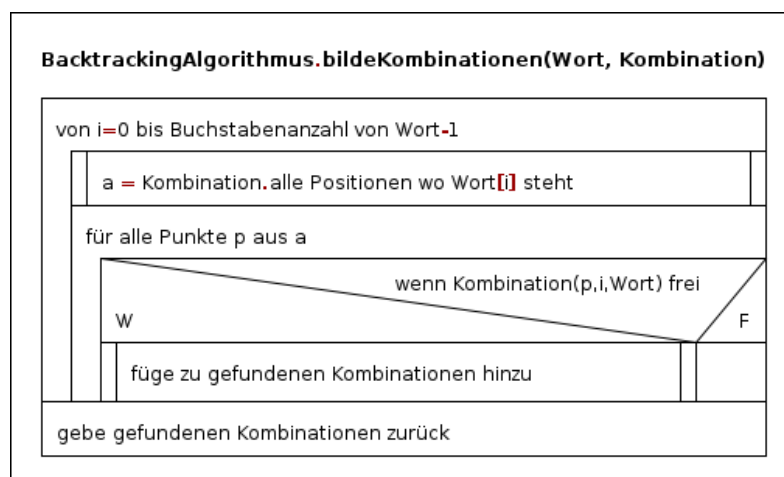 BacktrackingAlgorithmus.bildeKombinationen(Wort, Kombination)
von i=0 bis Buchstabenanzahl von Wort-1
a = Kombination.alle Positionen wo Wort[i] steht
für alle Punkte p aus a
wenn Kombination(p,i,Wort) frei
W
F
füge zu gefundenen Kombinationen hinzu
gebe gefundenen Kombinationen zurück